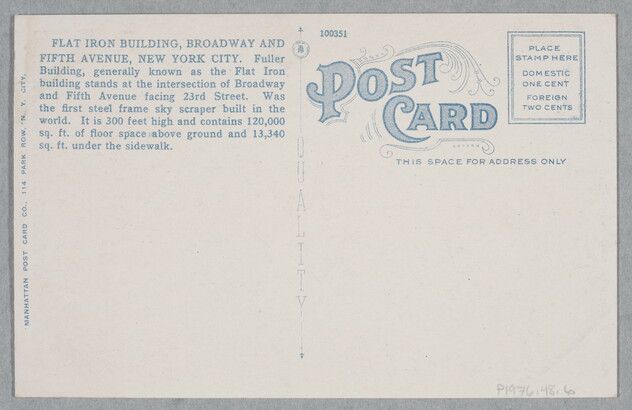 FLAT IRON BUILDING, BROADWAY AND
FIFTH AVENUE, NEW YORK CITY. Fuller
Building, generally known as the Flat Iron
building stands at the intersection of Broadway
and Fifth Avenue facing 23rd Street. Was
the first steel frame sky scraper built in the
world. It is 300 feet high and contains 120,000
sq. ft. of floor space above ground and 13,340
sq. ft. under the sidewalk.
MANHATTAN POST CARD CO., 114 PARK ROW, N. Y. CITY.
QUALITY
100351
POST
CARD
THIS SPACE FOR ADDRESS ONLY
PLACE
STAMP HERE
DOMESTIC
ONE CENT
FOREIGN
TWO CENTS
P1976.48.6